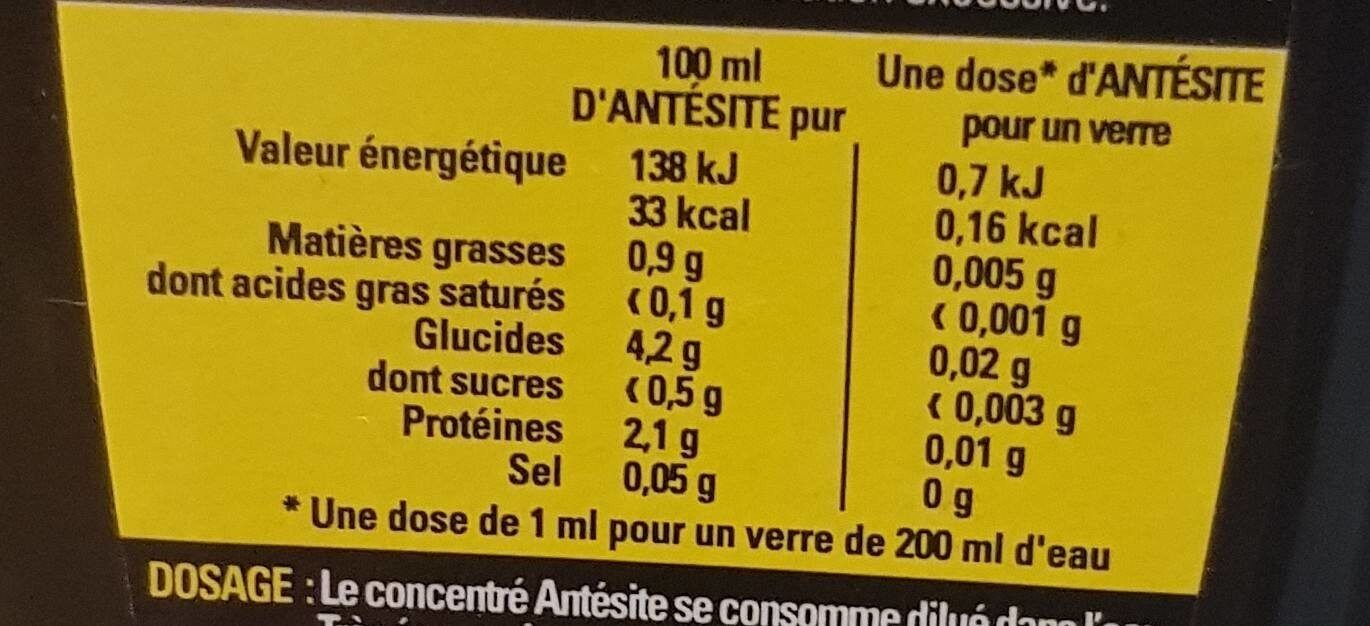 100 ml Une dose* d'ANTÉSITE
D'ANTÉSITE pur pour un verre
Valeur énergétique 138 kJ 0,7 kJ
33 kcal 0,16 kcal
Matières grasses 0,9 g 0,005 g
dont acides gras saturés ‹ 0,1 g ‹ 0,001 g
Glucides 4,2 g 0,02 g
dont sucres ‹ 0,5 g ‹ 0,003 g
Protéines 2,1 g 0,01 g
Sel 0,05 g 0 g
* Une dose de 1 ml pour un verre de 200 ml d'eau
DOSAGE : Le concentré Antésite se consomme dilué dans